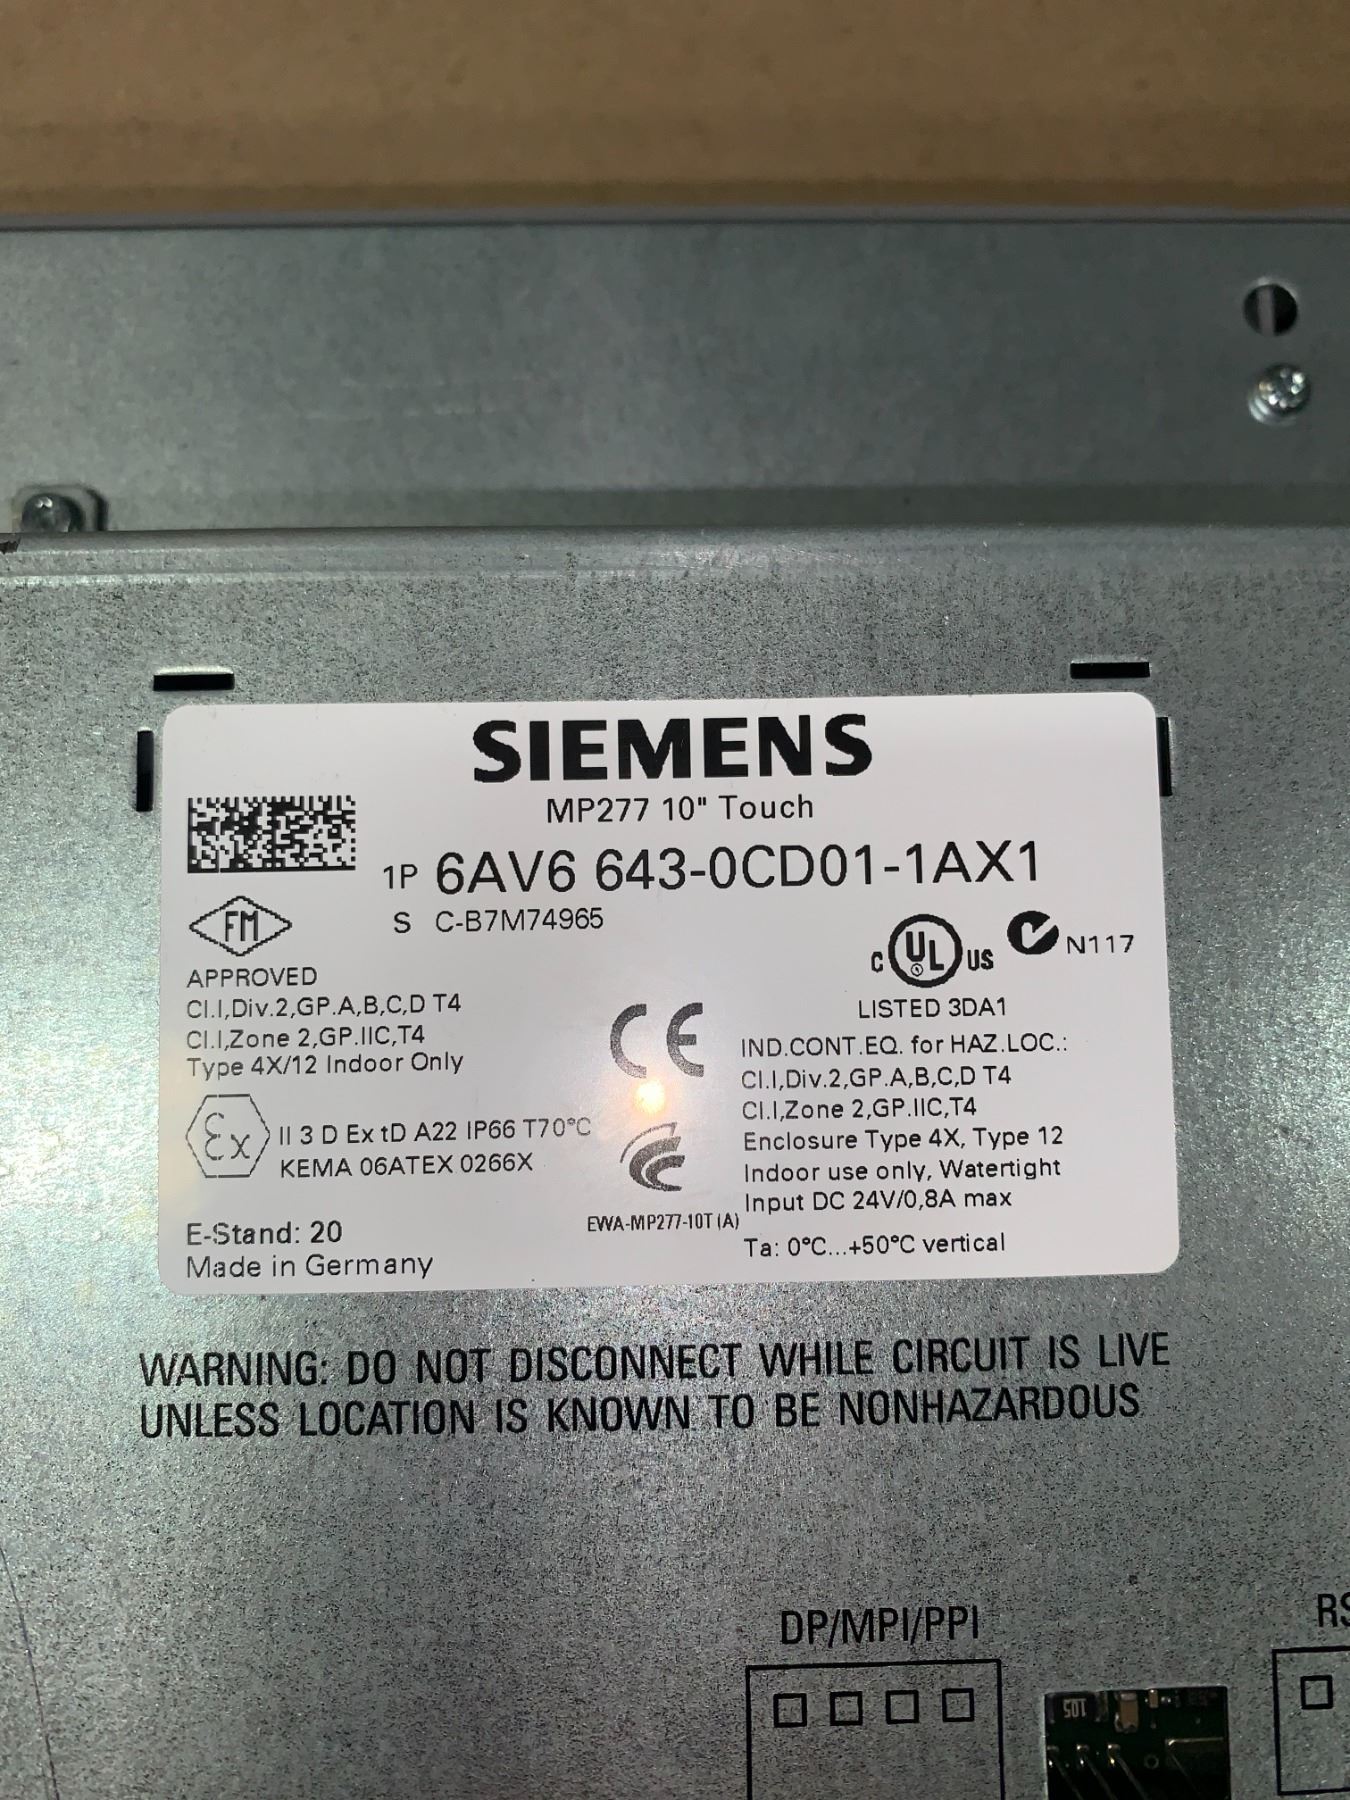 SIEMENS
MP277 10" Touch
1P 6AV6 643-0CD01-1AX1
S C-B7M74965
FM
APPROVED
Cl.I,Div.2,GP.A,B,C,D T4
Cl.I,Zone 2,GP.IIC,T4
Type 4X/12 Indoor Only
Ex II 3 D Ex tD A22 IP66 T70°C
KEMA 06ATEX 0266X
E-Stand: 20
Made in Germany
CE
EWA-MP277-10T (A)
C UL US N117
LISTED 3DA1
IND.CONT.EQ. for HAZ.LOC.:
Cl.I,Div.2,GP.A,B,C,D T4
Cl.I,Zone 2,GP.IIC,T4
Enclosure Type 4X, Type 12
Indoor use only, Watertight
Input DC 24V/0,8A max
Ta: 0°C...+50°C vertical
WARNING: DO NOT DISCONNECT WHILE CIRCUIT IS LIVE
UNLESS LOCATION IS KNOWN TO BE NONHAZARDOUS
DP/MPI/PPI
RS
105